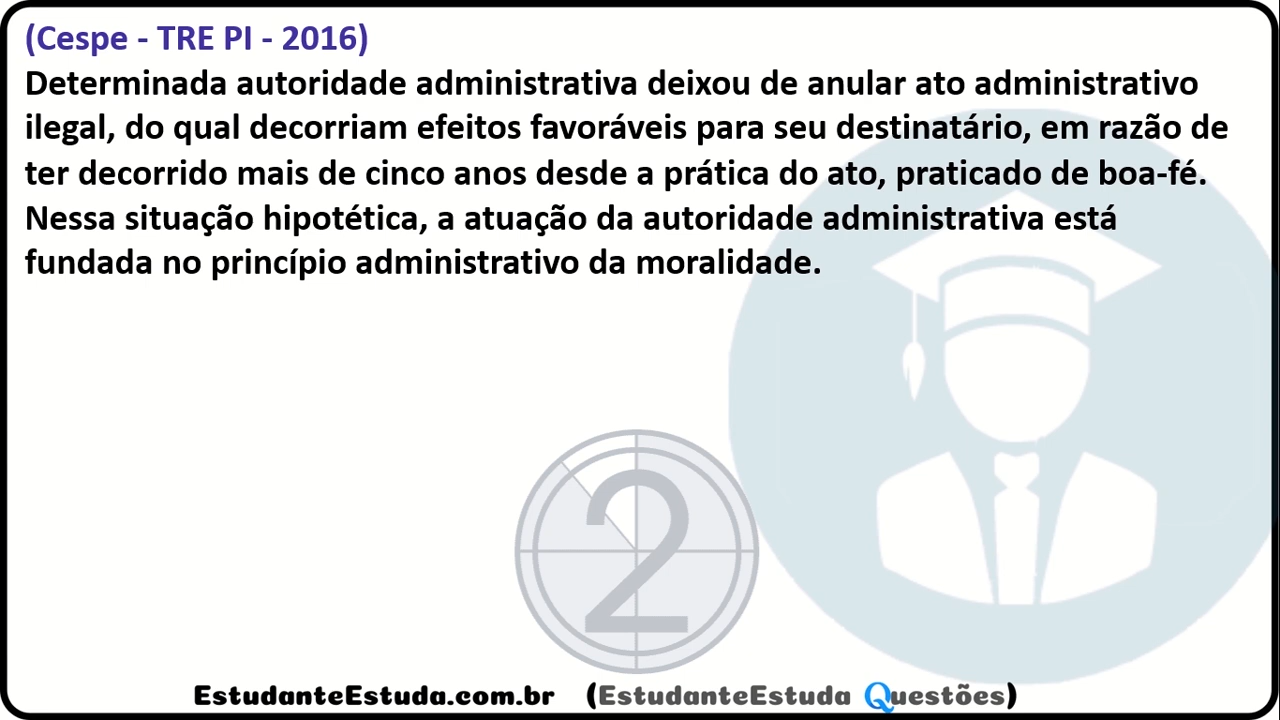 (Cespe - TRE PI - 2016)
Determinada autoridade administrativa deixou de anular ato administrativo
ilegal, do qual decorriam efeitos favoráveis para seu destinatário, em razão de
ter decorrido mais de cinco anos desde a prática do ato, praticado de boa-fé.
Nessa situação hipotética, a atuação da autoridade administrativa está
fundada no princípio administrativo da moralidade.
2
EstudanteEstuda.com.br (EstudanteEstuda Questões)